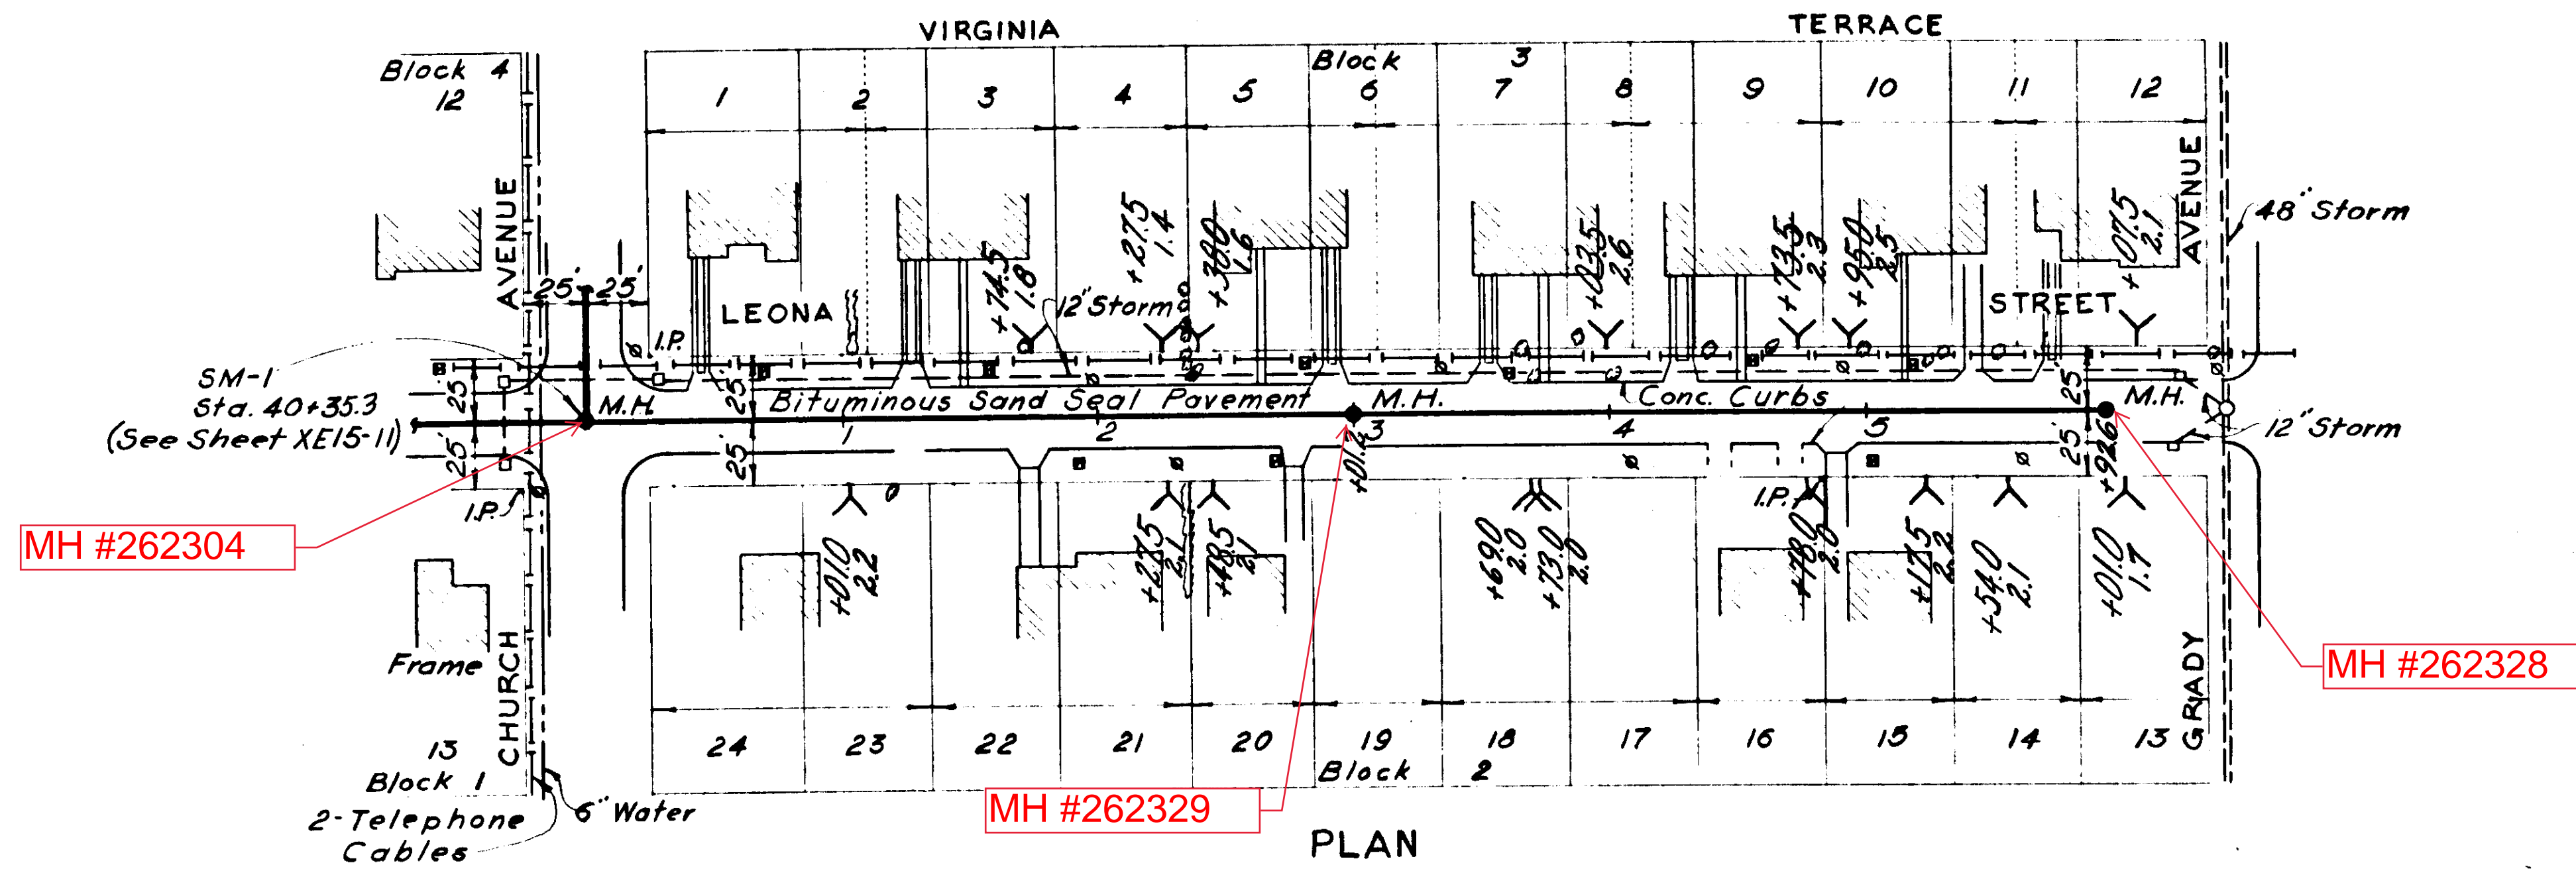 VIRGINIA TERRACE
Block 4
12
Block 3
1 2 3 4 5 6 7 8 9 10 11 12
AVENUE
AVENUE
48" Storm
+74.5
1.8
+27.5
1.4
+38.0
1.6
+03.5
2.6
+73.5
2.3
+95.0
2.5
+07.5
2.1
25' 25'
LEONA
STREET
12" Storm
I.P.
SM-1
Sta. 40+35.3
(See Sheet XE15-11)
25'
25'
25'
25'
25'
25'
M.H.
Bituminous Sand Seal Pavement
M.H.
Conc. Curbs
M.H.
1 2 3 4 5
+01.2
+92.6
12" Storm
I.P.
I.P.
MH #262304
+01.0
2.2
+27.5
2.1
+48.5
2.1
+69.0
2.0
+73.0
2.0
+78.0
2.0
+17.5
2.2
+54.0
2.1
+01.0
1.7
MH #262328
Frame
CHURCH
GRADY
13
Block 1
24 23 22 21 20 19 18 17 16 15 14 13
Block 2
2-Telephone
Cables
6" Water
MH #262329
PLAN